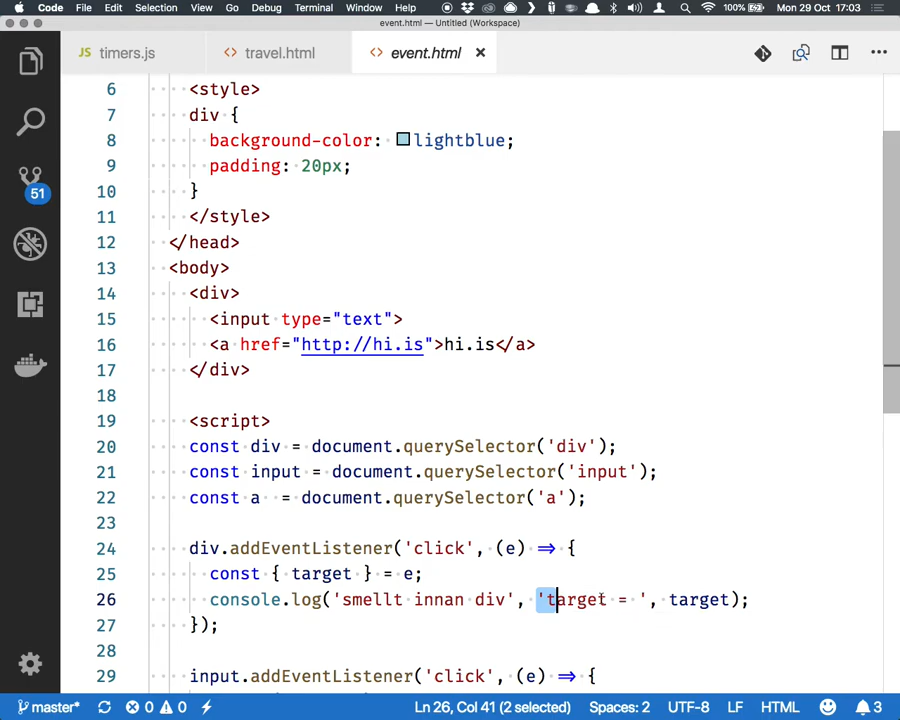 Code File Edit Selection View Go Debug Terminal Window Help 100% Mon 29 Oct 17:03
event.html — Untitled (Workspace)
JS timers.js <> travel.html <> event.html ×
6 <style>
7 div {
8 background-color: lightblue;
9 padding: 20px;
10 }
11 </style>
12 </head>
13 <body>
14 <div>
15 <input type="text">
16 <a href="http://hi.is">hi.is</a>
17 </div>
18
19 <script>
20 const div = document.querySelector('div');
21 const input = document.querySelector('input');
22 const a  = document.querySelector('a');
23
24 div.addEventListener('click', (e) => {
25 const { target } = e;
26 console.log('smellt innan div', 'target = ', target);
27 });
28
29 input.addEventListener('click', (e) => {
51
master* 0 0 Ln 26, Col 41 (2 selected) Spaces: 2 UTF-8 LF HTML 3